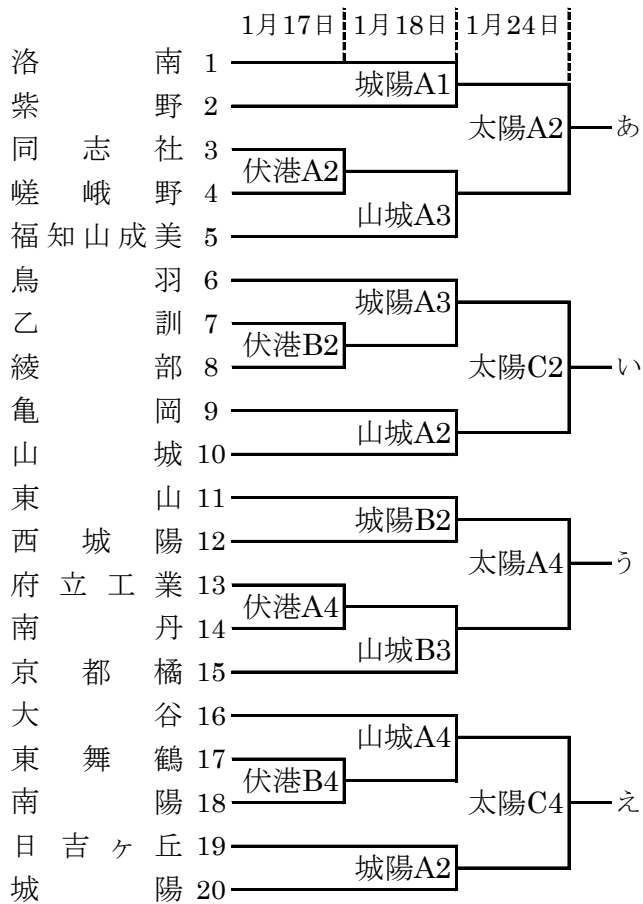 1月17日 1月18日 1月24日
洛南 1
城陽A1
紫野 2
太陽A2 あ
同志社 3
伏港A2
嵯峨野 4
山城A3
福知山成美 5
鳥羽 6
城陽A3
乙訓 7
伏港B2
綾部 8
太陽C2 い
亀岡 9
山城A2
山城 10
東山 11
城陽B2
西城陽 12
太陽A4 う
府立工業 13
伏港A4
南丹 14
山城B3
京都橘 15
大谷 16
山城A4
東舞鶴 17
伏港B4
南陽 18
太陽C4 え
日吉ヶ丘 19
城陽A2
城陽 20